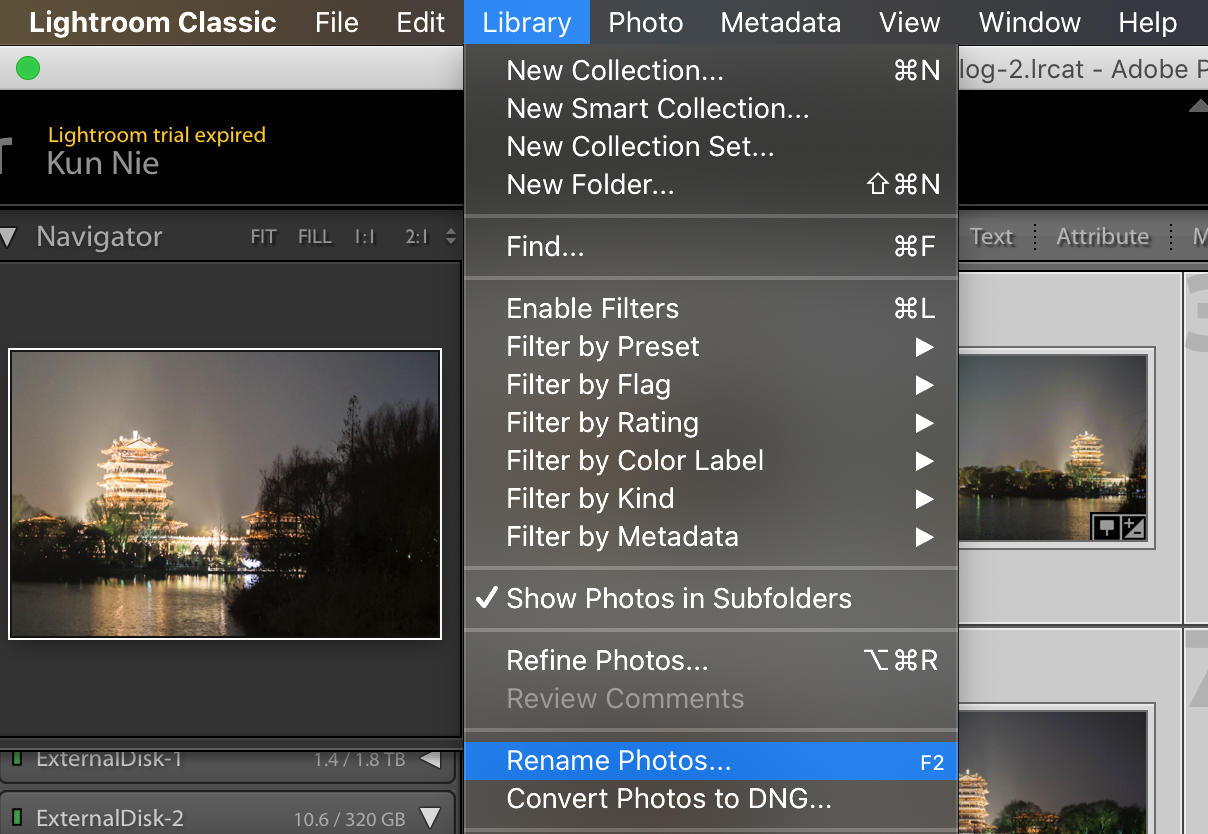 Lightroom Classic File Edit Library Photo Metadata View Window Help
log-2.lrcat - Adobe P
Lightroom trial expired
Kun Nie
Navigator FIT FILL 1:1 2:1
Text Attribute M
New Collection... ⌘N
New Smart Collection...
New Collection Set...
New Folder... ⇧⌘N
Find... ⌘F
Enable Filters ⌘L
Filter by Preset ▶
Filter by Flag ▶
Filter by Rating ▶
Filter by Color Label ▶
Filter by Kind ▶
Filter by Metadata ▶
✓ Show Photos in Subfolders
Refine Photos... ⌥⌘R
Review Comments
Rename Photos... F2
Convert Photos to DNG...
ExternalDisk-1 1.4 / 1.8 TB
ExternalDisk-2 10.6 / 320 GB